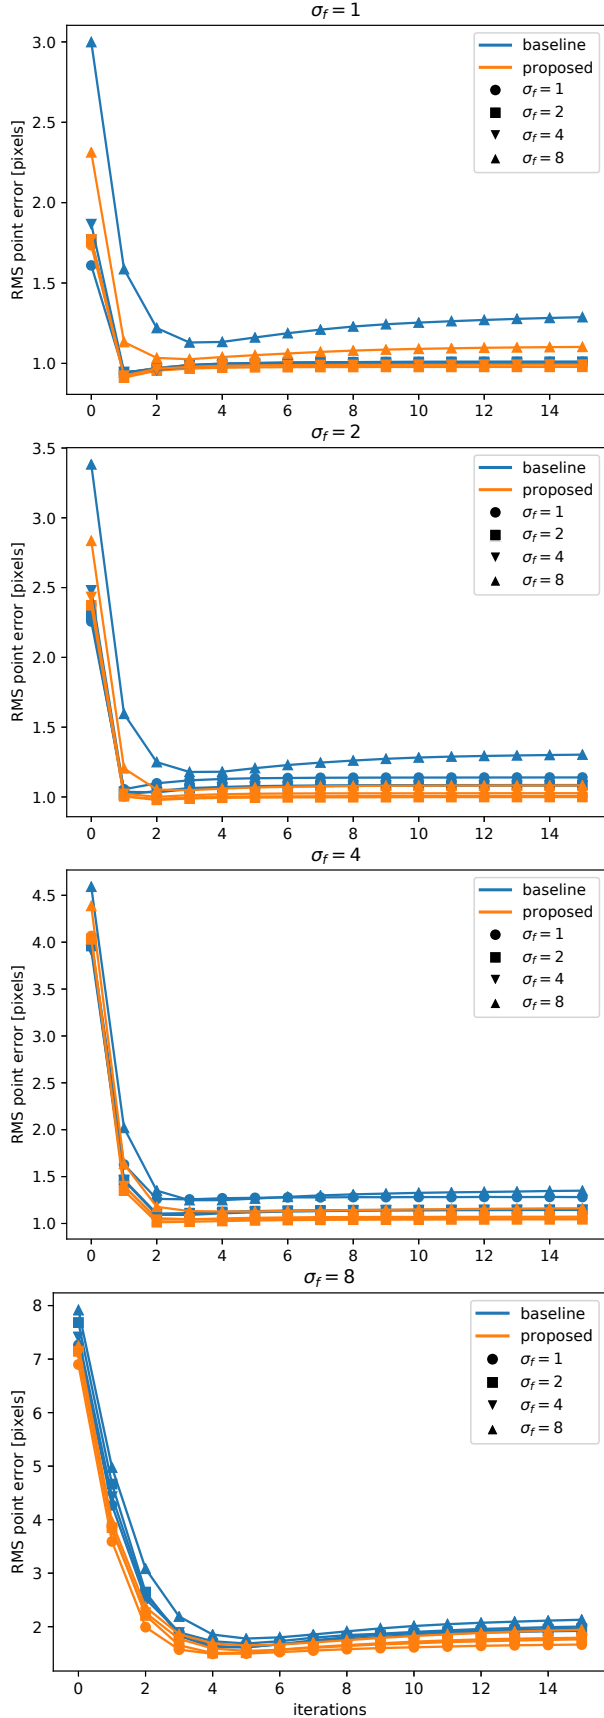 σ_f = 1
3.0
2.5
2.0
1.5
1.0
RMS point error [pixels]
0 2 4 6 8 10 12 14
baseline
proposed
σ_f = 1
σ_f = 2
σ_f = 4
σ_f = 8
σ_f = 2
3.5
3.0
2.5
2.0
1.5
1.0
RMS point error [pixels]
0 2 4 6 8 10 12 14
baseline
proposed
σ_f = 1
σ_f = 2
σ_f = 4
σ_f = 8
σ_f = 4
4.5
4.0
3.5
3.0
2.5
2.0
1.5
1.0
RMS point error [pixels]
0 2 4 6 8 10 12 14
baseline
proposed
σ_f = 1
σ_f = 2
σ_f = 4
σ_f = 8
σ_f = 8
8
7
6
5
4
3
2
RMS point error [pixels]
0 2 4 6 8 10 12 14
iterations
baseline
proposed
σ_f = 1
σ_f = 2
σ_f = 4
σ_f = 8